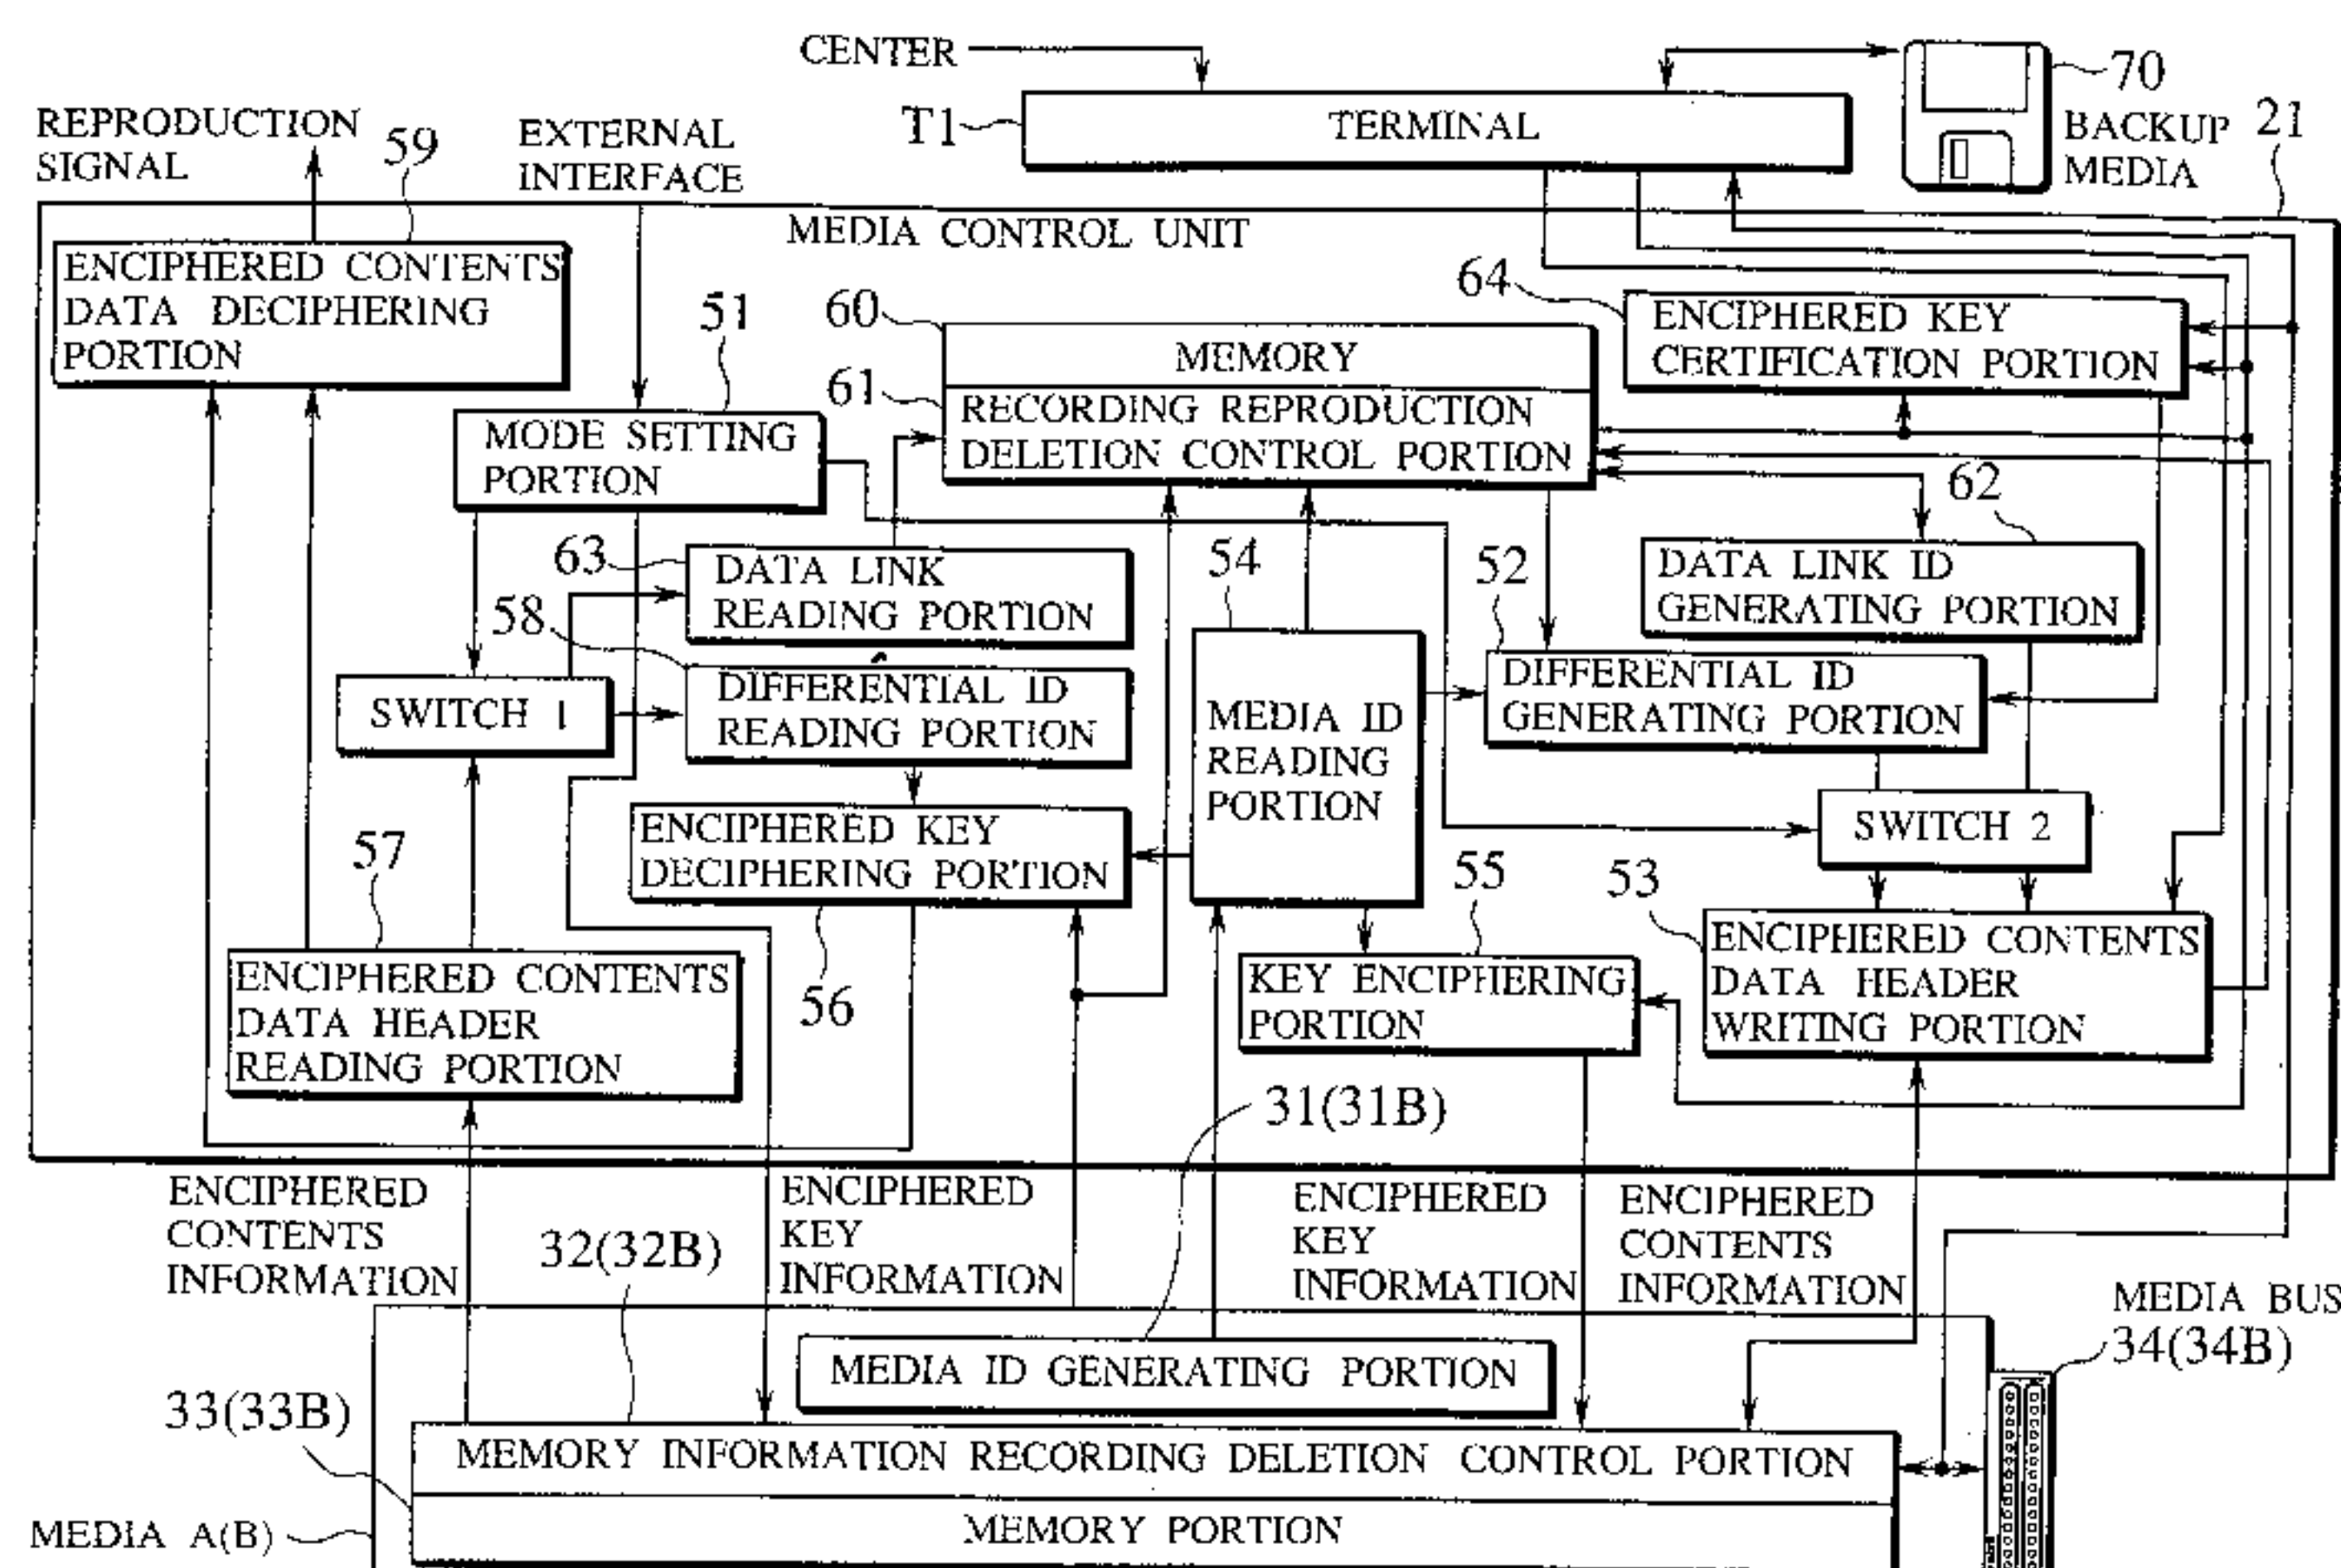 CENTER
70
BACKUP
MEDIA
21
T1
TERMINAL
REPRODUCTION
SIGNAL
59
EXTERNAL
INTERFACE
MEDIA CONTROL UNIT
ENCIPHERED CONTENTS
DATA DECIPHERING
PORTION
51
MODE SETTING
PORTION
60
MEMORY
61
RECORDING REPRODUCTION
DELETION CONTROL PORTION
64
ENCIPHERED KEY
CERTIFICATION PORTION
62
DATA LINK ID
GENERATING PORTION
63
DATA LINK
READING PORTION
58
DIFFERENTIAL ID
READING PORTION
54
MEDIA ID
READING
PORTION
52
DIFFERENTIAL ID
GENERATING PORTION
SWITCH 1
SWITCH 2
ENCIPHERED KEY
DECIPHERING PORTION
56
57
ENCIPHERED CONTENTS
DATA HEADER
READING PORTION
55
KEY ENCIPHERING
PORTION
53
ENCIPHERED CONTENTS
DATA HEADER
WRITING PORTION
31(31B)
ENCIPHERED
CONTENTS
INFORMATION
32(32B)
ENCIPHERED
KEY
INFORMATION
ENCIPHERED
KEY
INFORMATION
ENCIPHERED
CONTENTS
INFORMATION
MEDIA BUS
34(34B)
MEDIA ID GENERATING PORTION
33(33B)
MEMORY INFORMATION RECORDING DELETION CONTROL PORTION
MEMORY PORTION
MEDIA A(B)